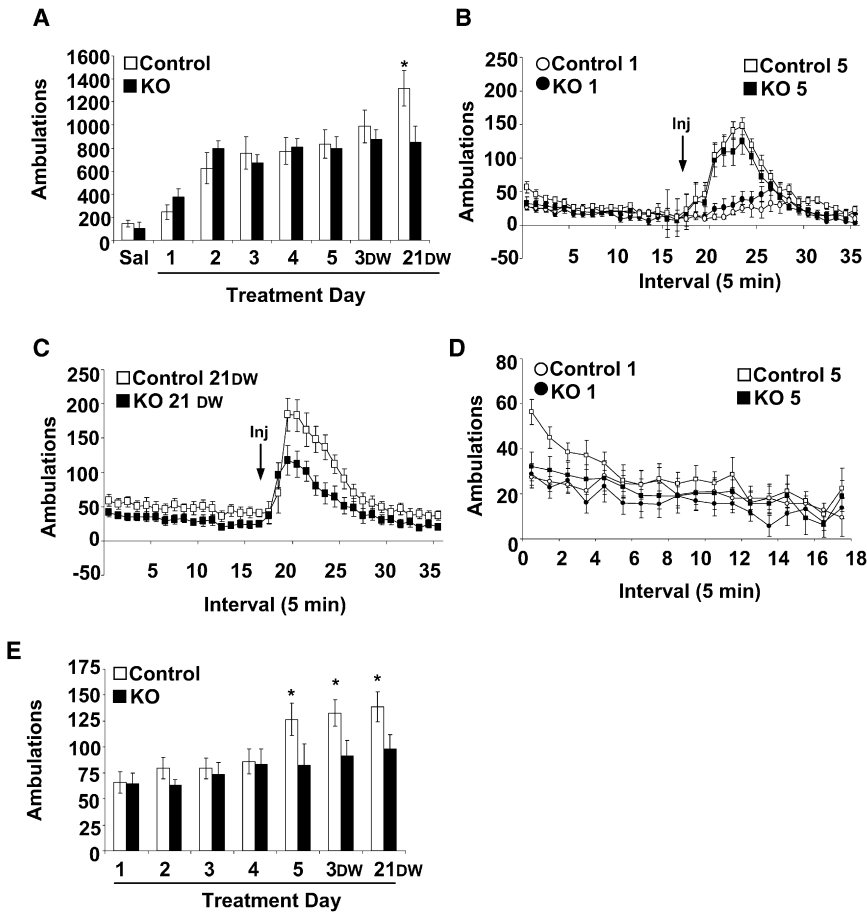 A
Control
KO
*
Ambulations
1600
1400
1200
1000
800
600
400
200
0
Sal 1 2 3 4 5 3DW 21DW
Treatment Day
B
Control 1 Control 5
KO 1 KO 5
Inj
Ambulations
250
200
150
100
50
0
-50
5 10 15 20 25 30 35
Interval (5 min)
C
Control 21DW
KO 21 DW
Inj
Ambulations
250
200
150
100
50
0
-50
5 10 15 20 25 30 35
Interval (5 min)
D
Control 1 Control 5
KO 1 KO 5
Ambulations
80
60
40
20
0
0 2 4 6 8 10 12 14 16 18
Interval (5 min)
E
Control
KO
* * *
Ambulations
175
150
125
100
75
50
25
0
1 2 3 4 5 3DW 21DW
Treatment Day